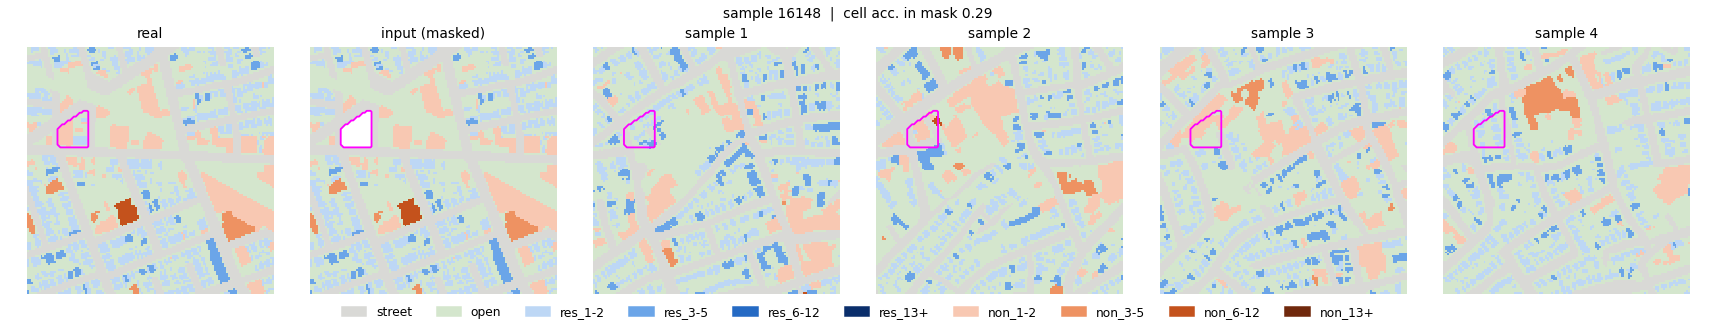 sample 16148 | cell acc. in mask 0.29
real
input (masked)
sample 1
sample 2
sample 3
sample 4
street
open
res_1-2
res_3-5
res_6-12
res_13+
non_1-2
non_3-5
non_6-12
non_13+